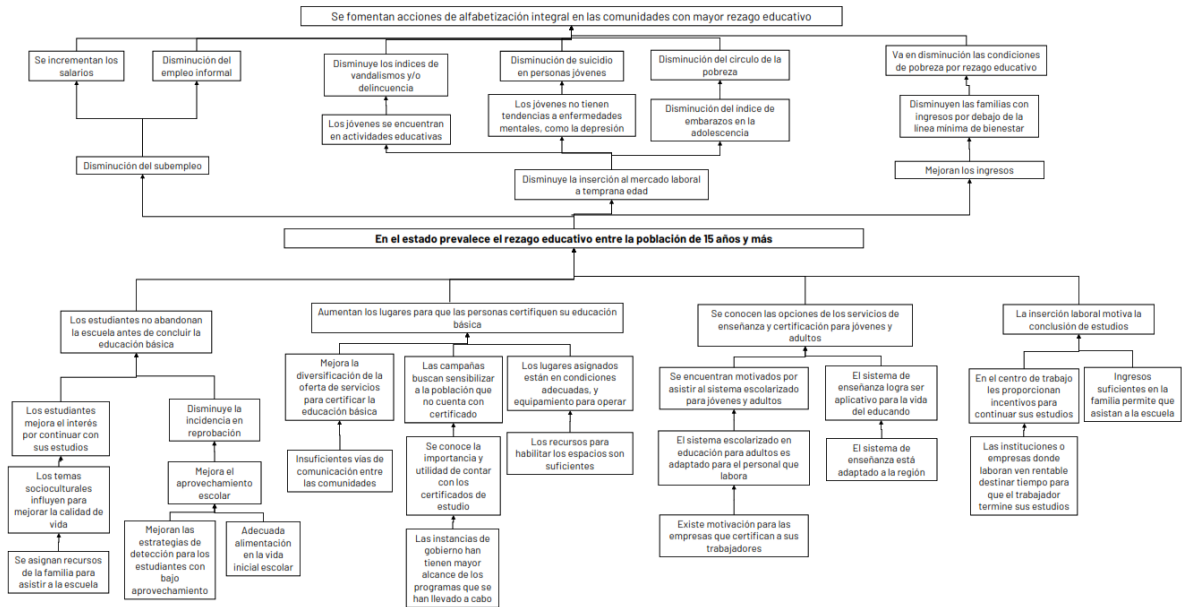 Se fomentan acciones de alfabetización integral en las comunidades con mayor rezago educativo
Se incrementan los
salarios
Disminución del
empleo informal
Disminuye los índices de
vandalismos y/o
delincuencia
Disminución de suicidio
en personas jóvenes
Disminución del circulo de la
pobreza
Va en disminución las condiciones
de pobreza por rezago educativo
Los jóvenes se encuentran
en actividades educativas
Los jóvenes no tienen
tendencias a enfermedades
mentales, como la depresión
Disminución del índice de
embarazos en la
adolescencia
Disminuyen las familias con
ingresos por debajo de la
línea mínima de bienestar
Disminución del subempleo
Disminuye la inserción al mercado laboral
a temprana edad
Mejoran los ingresos
En el estado prevalece el rezago educativo entre la población de 15 años y más
Los estudiantes no abandonan
la escuela antes de concluir la
educación básica
Aumentan los lugares para que las personas certifiquen su educación
básica
Se conocen las opciones de los servicios de
enseñanza y certificación para jóvenes y
adultos
La inserción laboral motiva la
conclusión de estudios
Los estudiantes
mejora el interés
por continuar con
sus estudios
Disminuye la
incidencia en
reprobación
Mejora la
diversificación de la
oferta de servicios
para certificar la
educación básica
Las campañas
buscan sensibilizar
a la población que
no cuenta con
certificado
Los lugares asignados
están en condiciones
adecuadas, y
equipamiento para operar
Se encuentran motivados por
asistir al sistema escolarizado
para jóvenes y adultos
El sistema de
enseñanza logra ser
aplicativo para la vida
del educando
En el centro de trabajo
les proporcionan
incentivos para
continuar sus estudios
Ingresos
suficientes en la
familia permite que
asistan a la escuela
Los temas
socioculturales
influyen para
mejorar la calidad de
vida
Mejora el
aprovechamiento
escolar
Insuficientes vías de
comunicación entre
las comunidades
Se conoce la
importancia y
utilidad de contar
con los
certificados de
estudio
Los recursos para
habilitar los espacios son
suficientes
El sistema escolarizado en
educación para adultos es
adaptado para el personal que
labora
El sistema de
enseñanza está
adaptado a la región
Las instituciones o
empresas donde
laboran ven rentable
destinar tiempo para
que el trabajador
termine sus estudios
Se asignan recursos
de la familia para
asistir a la escuela
Mejoran las
estrategias de
detección para los
estudiantes con
bajo
aprovechamiento
Adecuada
alimentación
en la vida
inicial escolar
Las instancias de
gobierno han
tienen mayor
alcance de los
programas que se
han llevado a cabo
Existe motivación para las
empresas que certifican a sus
trabajadores